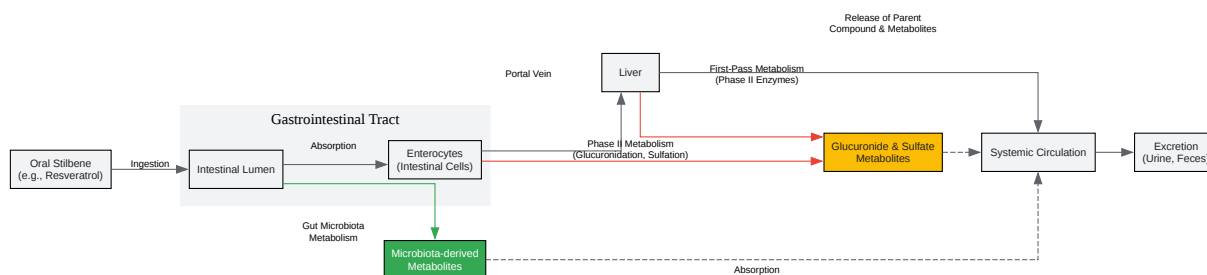 Release of Parent
Compound & Metabolites
Portal Vein
Liver
First-Pass Metabolism
(Phase II Enzymes)
Gastrointestinal Tract
Oral Stilbene
(e.g., Resveratrol)
Ingestion
Intestinal Lumen
Absorption
Enterocytes
(Intestinal Cells)
Phase II Metabolism
(Glucuronidation, Sulfation)
Glucuronide & Sulfate
Metabolites
Systemic Circulation
Excretion
(Urine, Feces)
Gut Microbiota
Metabolism
Microbiota-derived
Metabolites
Absorption